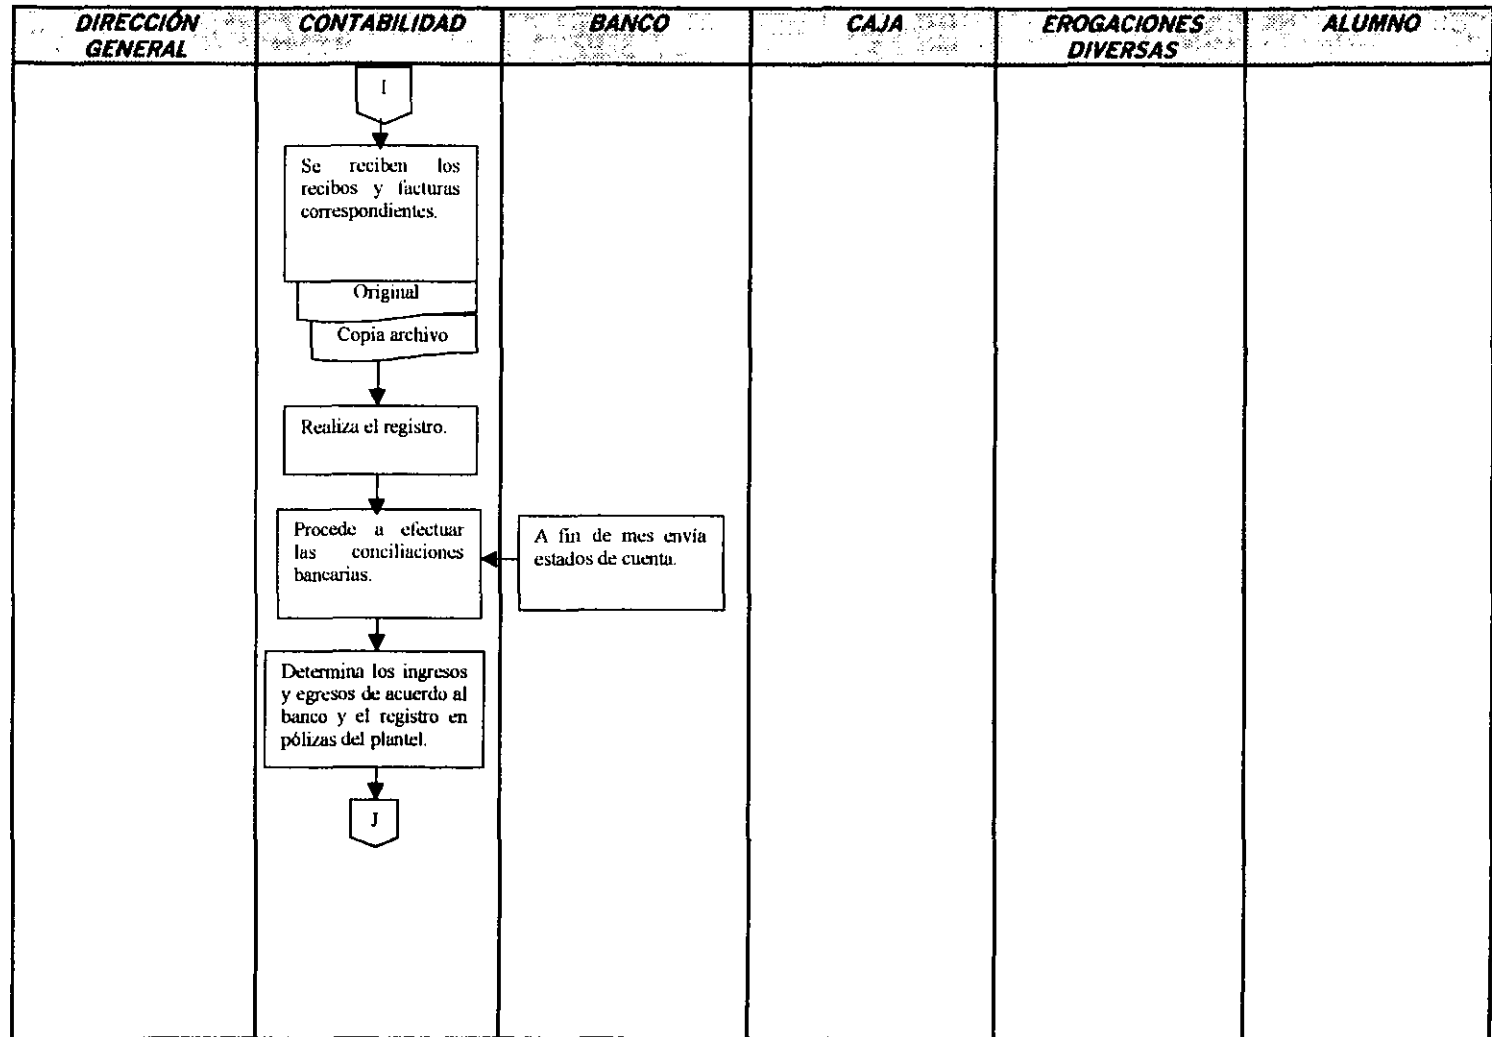 DIRECCIÓN
GENERAL
CONTABILIDAD
BANCO
CAJA
EROGACIONES
DIVERSAS
ALUMNO
I
Se reciben los
recibos y facturas
correspondientes.
Original
Copia archivo
Realiza el registro.
Procede a efectuar
las conciliaciones
bancarias.
A fin de mes envía
estados de cuenta.
Determina los ingresos
y egresos de acuerdo al
banco y el registro en
pólizas del plantel.
J